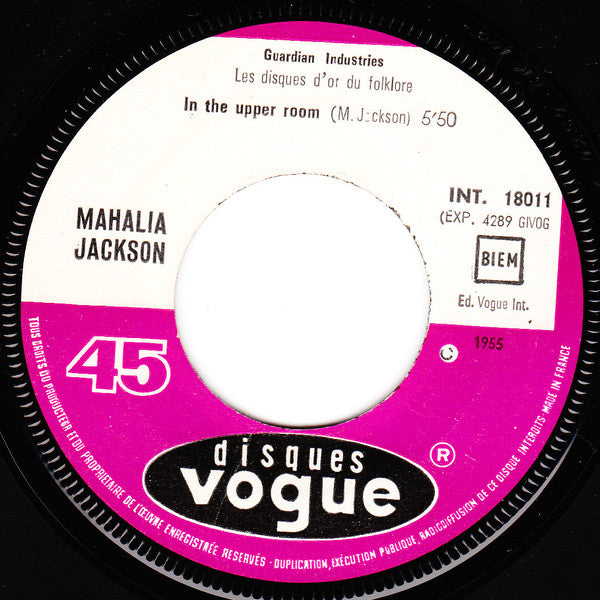 Guardian Industries
Les disques d'or du folklore
In the upper room (M. Jackson) 5'50
MAHALIA
JACKSON
INT. 18011
(EXP. 4289 GIVOG
BIEM
Ed. Vogue Int.
45
© 1955
disques
vogue
®
TOUS DROITS DU PRODUCTEUR ET DU PROPRIETAIRE DE L'ŒUVRE ENREGISTRÉE RESERVÉS - DUPLICATION, EXÉCUTION PUBLIQUE, RADIODIFFUSION DE CE DISQUE INTERDITS MADE IN FRANCE